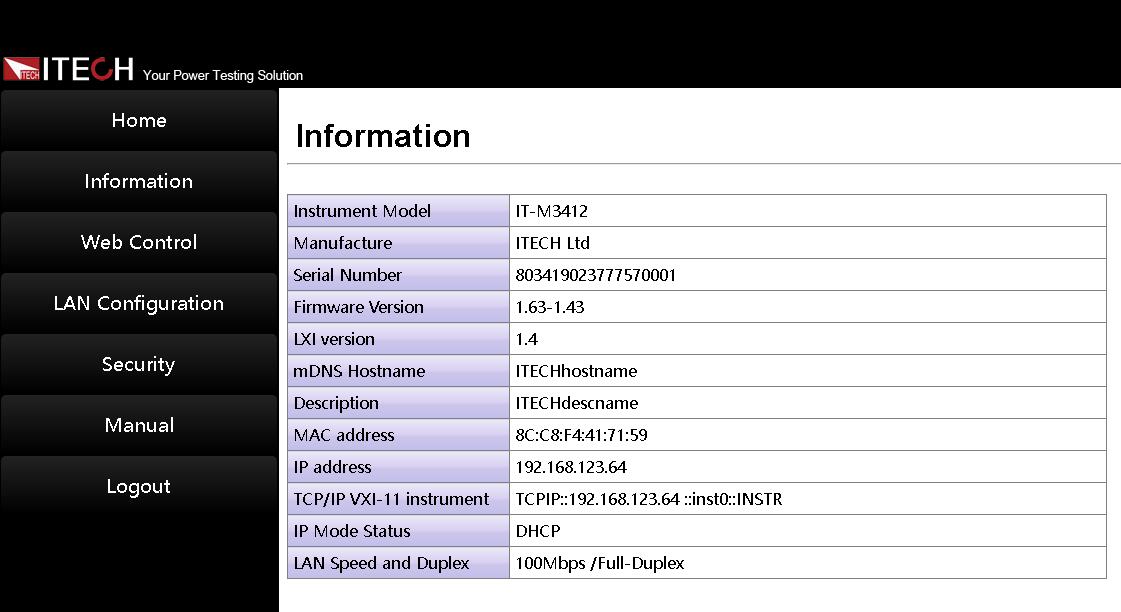 TECH ITECH Your Power Testing Solution
Home
Information
Web Control
LAN Configuration
Security
Manual
Logout
Information
Instrument Model IT-M3412
Manufacture ITECH Ltd
Serial Number 803419023777570001
Firmware Version 1.63-1.43
LXI version 1.4
mDNS Hostname ITECHhostname
Description ITECHdescname
MAC address 8C:C8:F4:41:71:59
IP address 192.168.123.64
TCP/IP VXI-11 instrument TCPIP::192.168.123.64 ::inst0::INSTR
IP Mode Status DHCP
LAN Speed and Duplex 100Mbps /Full-Duplex